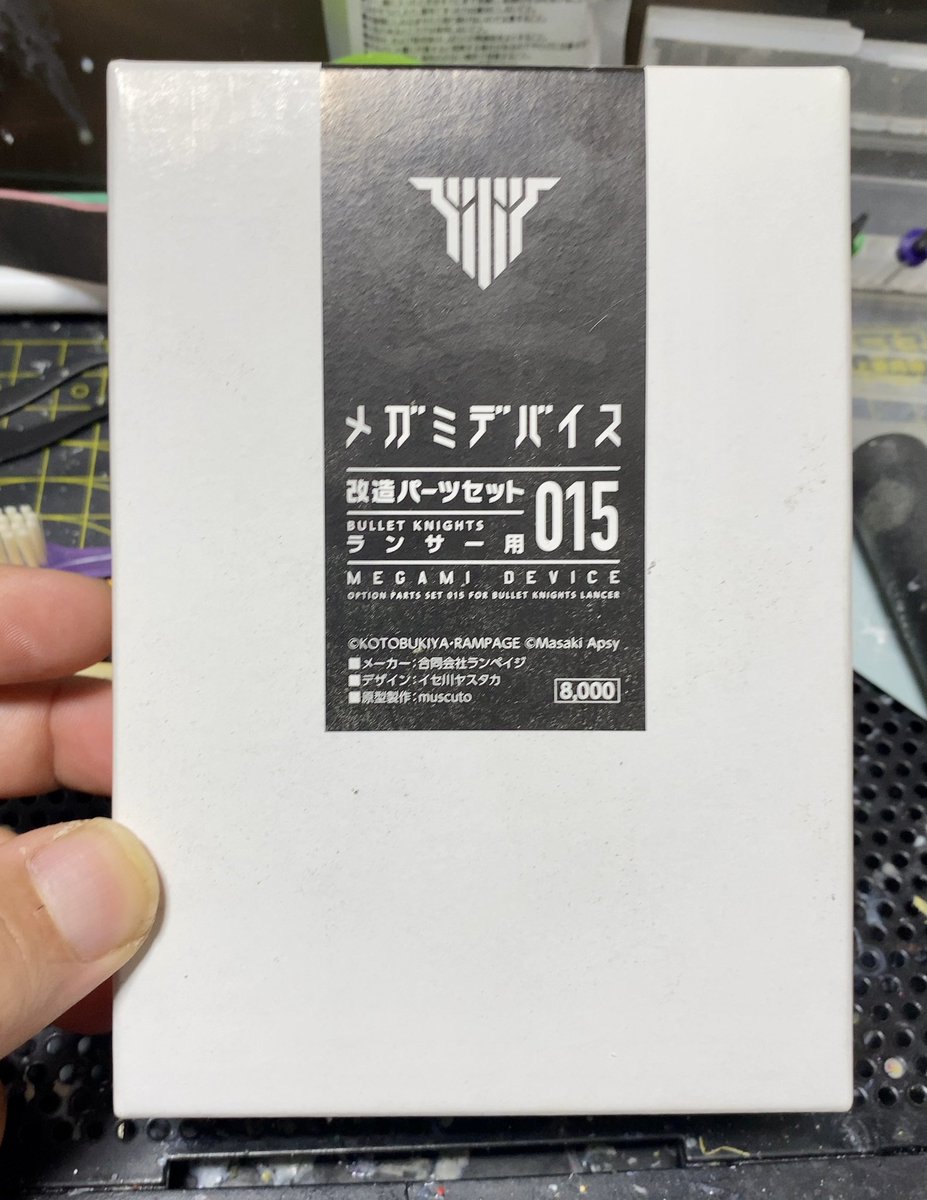 メガミデバイス
改造パーツセット 015
BULLET KNIGHTS
ランサー用
MEGAMI DEVICE
OPTION PARTS SET 015 FOR BULLET KNIGHTS LANCER
©KOTOBUKIYA・RAMPAGE ©Masaki Apsy
■メーカー：合同会社ランペイジ
■デザイン：イセ川ヤスタカ
■原型製作：muscuto
8,000